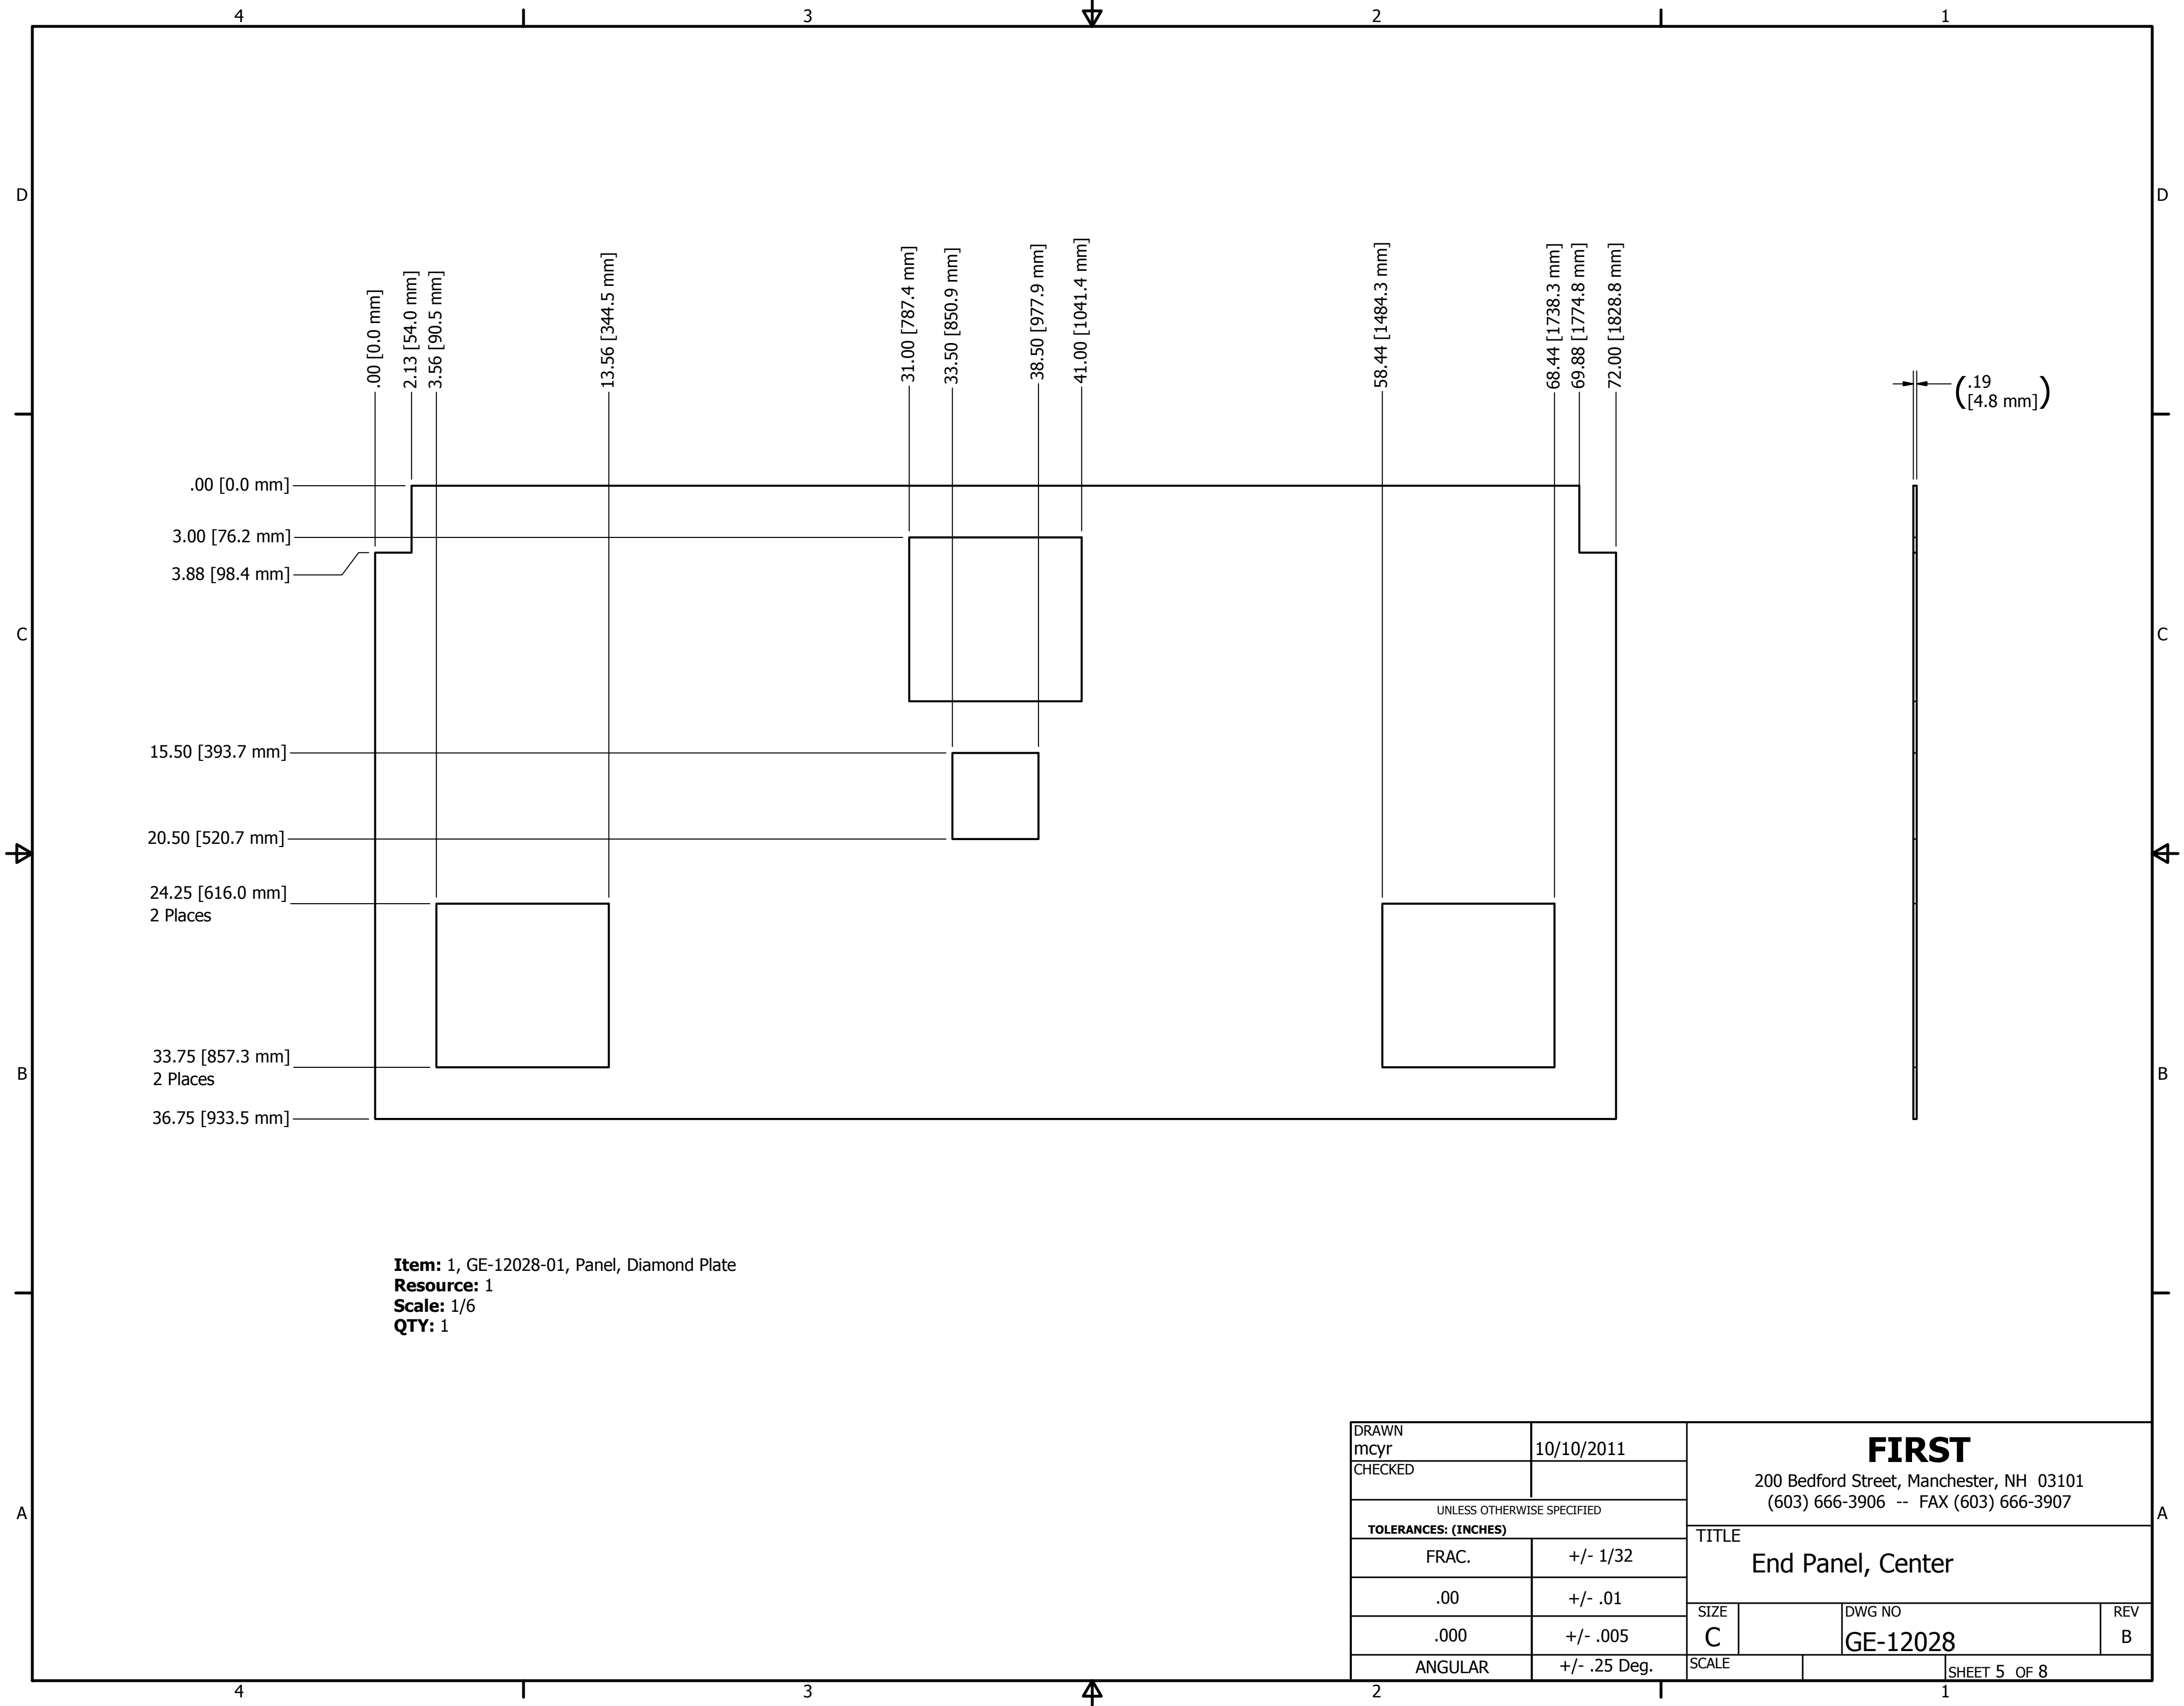 4 3 2 1
D D
.00 [0.0 mm]
2.13 [54.0 mm]
3.56 [90.5 mm]
13.56 [344.5 mm]
31.00 [787.4 mm]
33.50 [850.9 mm]
38.50 [977.9 mm]
41.00 [1041.4 mm]
58.44 [1484.3 mm]
68.44 [1738.3 mm]
69.88 [1774.8 mm]
72.00 [1828.8 mm]
(.19
[4.8 mm])
.00 [0.0 mm]
3.00 [76.2 mm]
3.88 [98.4 mm]
C C
15.50 [393.7 mm]
20.50 [520.7 mm]
24.25 [616.0 mm]
2 Places
33.75 [857.3 mm]
2 Places
B B
36.75 [933.5 mm]
Item: 1, GE-12028-01, Panel, Diamond Plate
Resource: 1
Scale: 1/6
QTY: 1
DRAWN
mcyr 10/10/2011
CHECKED
UNLESS OTHERWISE SPECIFIED
TOLERANCES: (INCHES)
FRAC. +/- 1/32
.00 +/- .01
.000 +/- .005
ANGULAR +/- .25 Deg.
FIRST
200 Bedford Street, Manchester, NH 03101
(603) 666-3906 -- FAX (603) 666-3907
TITLE
End Panel, Center
SIZE
C
DWG NO
GE-12028
REV
B
SCALE
SHEET 5 OF 8
A A
4 3 2 1